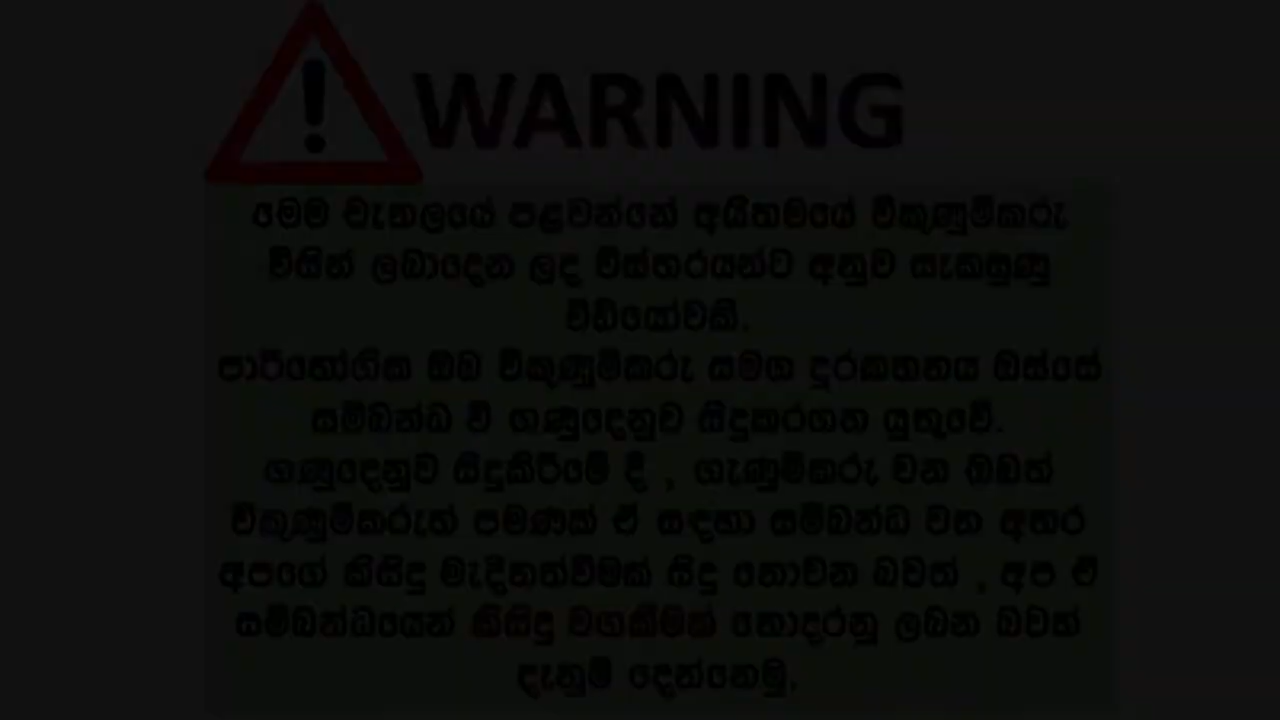 WARNING
මෙම චැනලයේ පළවන්නේ අයිතමයේ විකුණුම්කරු
විසින් ලබාදෙන ලද විස්තරයන්ට අනුව සැකසුණු
වීඩියෝවකි.
පාරිභෝගික ඔබ විකුණුම්කරු සමග දුරකතනය ඔස්සේ
සම්බන්ධ වී ගණුදෙනුව සිදුකරගත යුතුවේ.
ගණුදෙනුව සිදුකිරීමේ දී , ගැණුම්කරු වන ඔබත්
විකුණුම්කරුත් පමණක් ඒ සඳහා සම්බන්ධ වන අතර
අපගේ කිසිදු මැදිහත්වීමක් සිදු නොවන බවත් , අප ඒ
සම්බන්ධයෙන් කිසිදු වගකීමක් නොදරනු ලබන බවත්
දැනුම් දෙන්නෙමු.